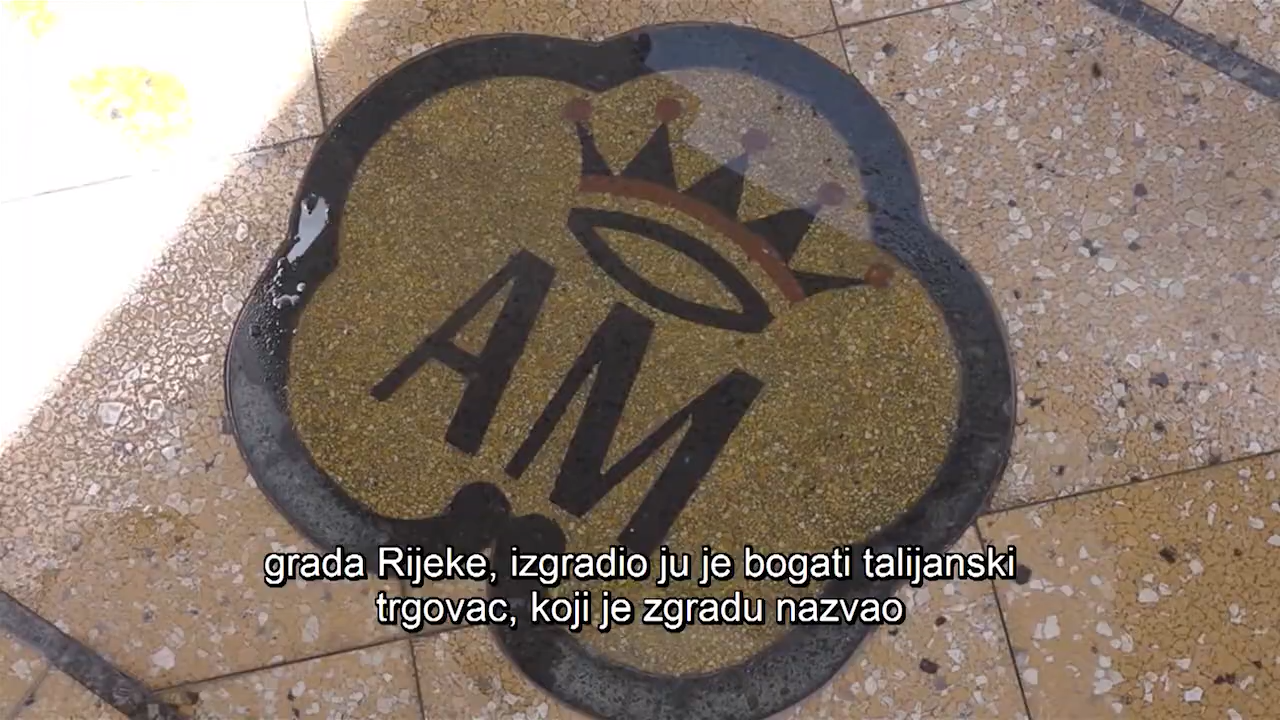 AM
grada Rijeke, izgradio ju je bogati talijanski
trgovac, koji je zgradu nazvao